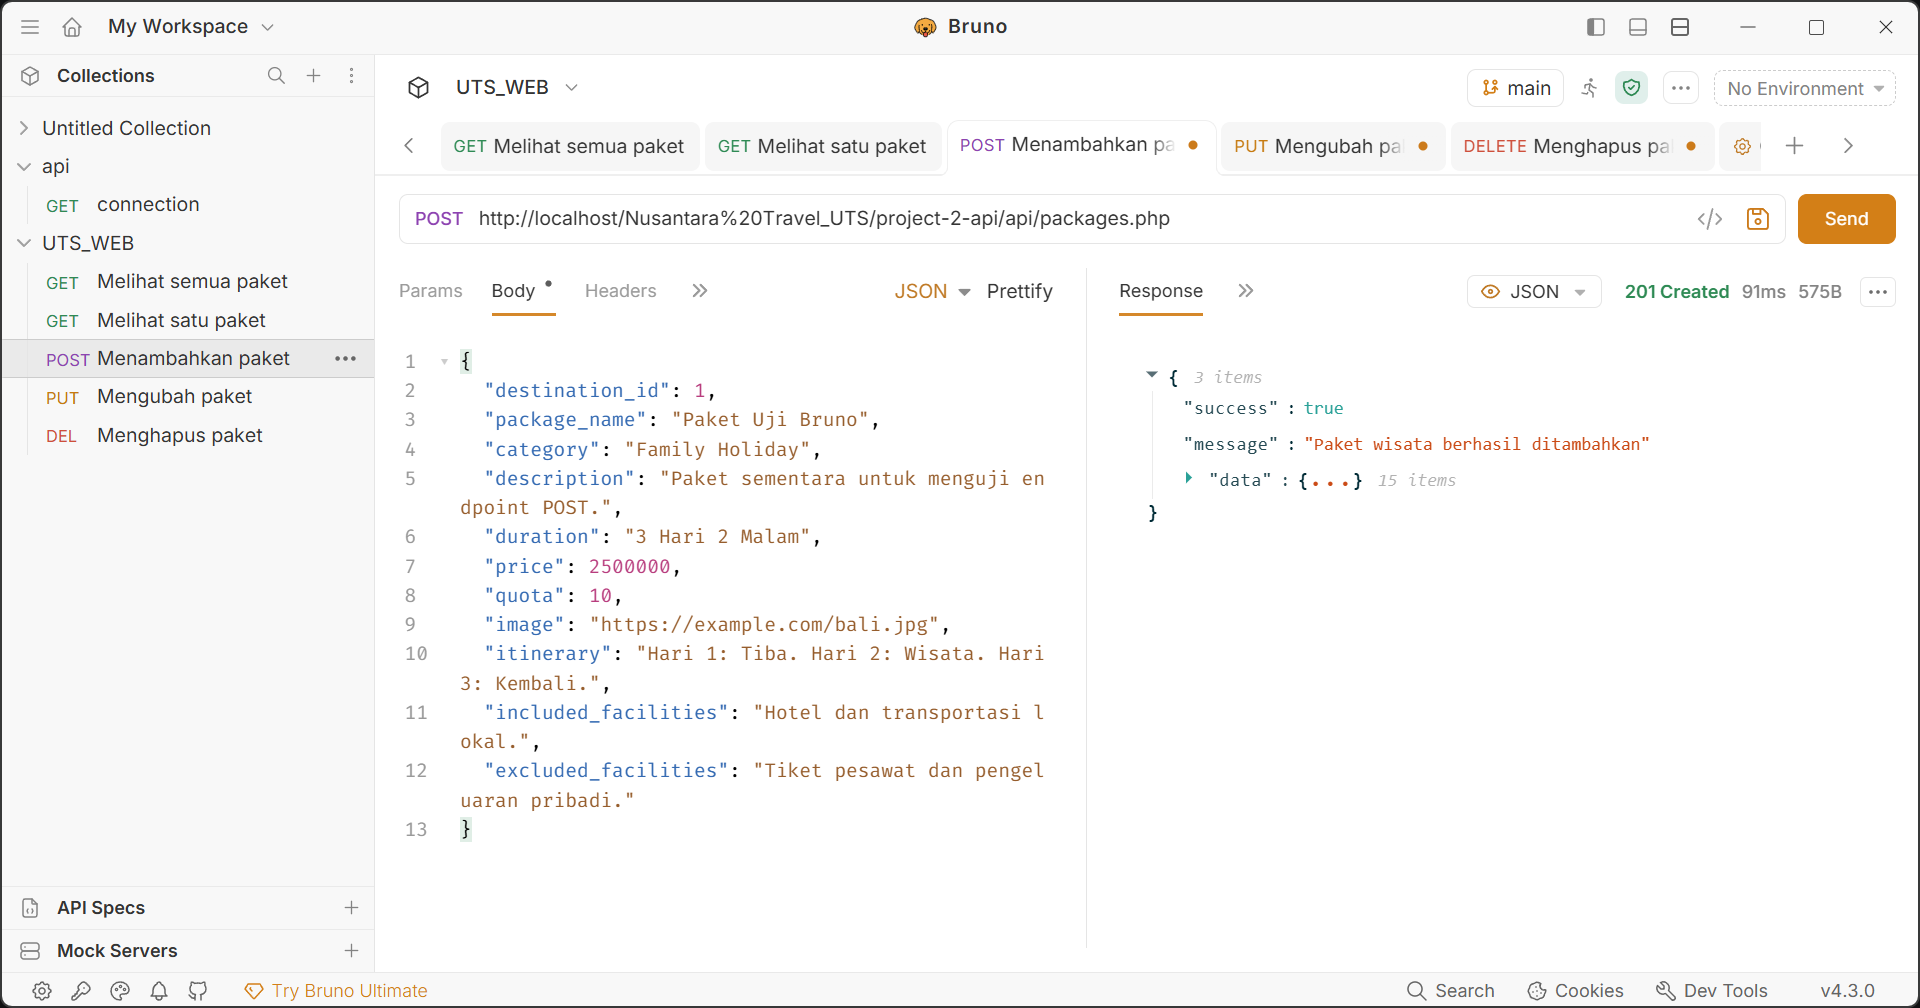 My Workspace
Bruno
Collections
UTS_WEB
main
No Environment
Untitled Collection
api
GET connection
UTS_WEB
GET Melihat semua paket
GET Melihat satu paket
POST Menambahkan paket
PUT Mengubah paket
DEL Menghapus paket
GET Melihat semua paket
GET Melihat satu paket
POST Menambahkan pa
PUT Mengubah pa
DELETE Menghapus pa
POST http://localhost/Nusantara%20Travel_UTS/project-2-api/api/packages.php
Send
Params
Body
Headers
JSON
Prettify
1 {
2 "destination_id": 1,
3 "package_name": "Paket Uji Bruno",
4 "category": "Family Holiday",
5 "description": "Paket sementara untuk menguji en
dpoint POST.",
6 "duration": "3 Hari 2 Malam",
7 "price": 2500000,
8 "quota": 10,
9 "image": "https://example.com/bali.jpg",
10 "itinerary": "Hari 1: Tiba. Hari 2: Wisata. Hari
3: Kembali.",
11 "included_facilities": "Hotel dan transportasi l
okal.",
12 "excluded_facilities": "Tiket pesawat dan pengel
uaran pribadi."
13 }
Response
JSON
201 Created 91ms 575B
{ 3 items
"success" : true
"message" : "Paket wisata berhasil ditambahkan"
"data" : {...} 15 items
}
API Specs
Mock Servers
Try Bruno Ultimate
Search
Cookies
Dev Tools
v4.3.0